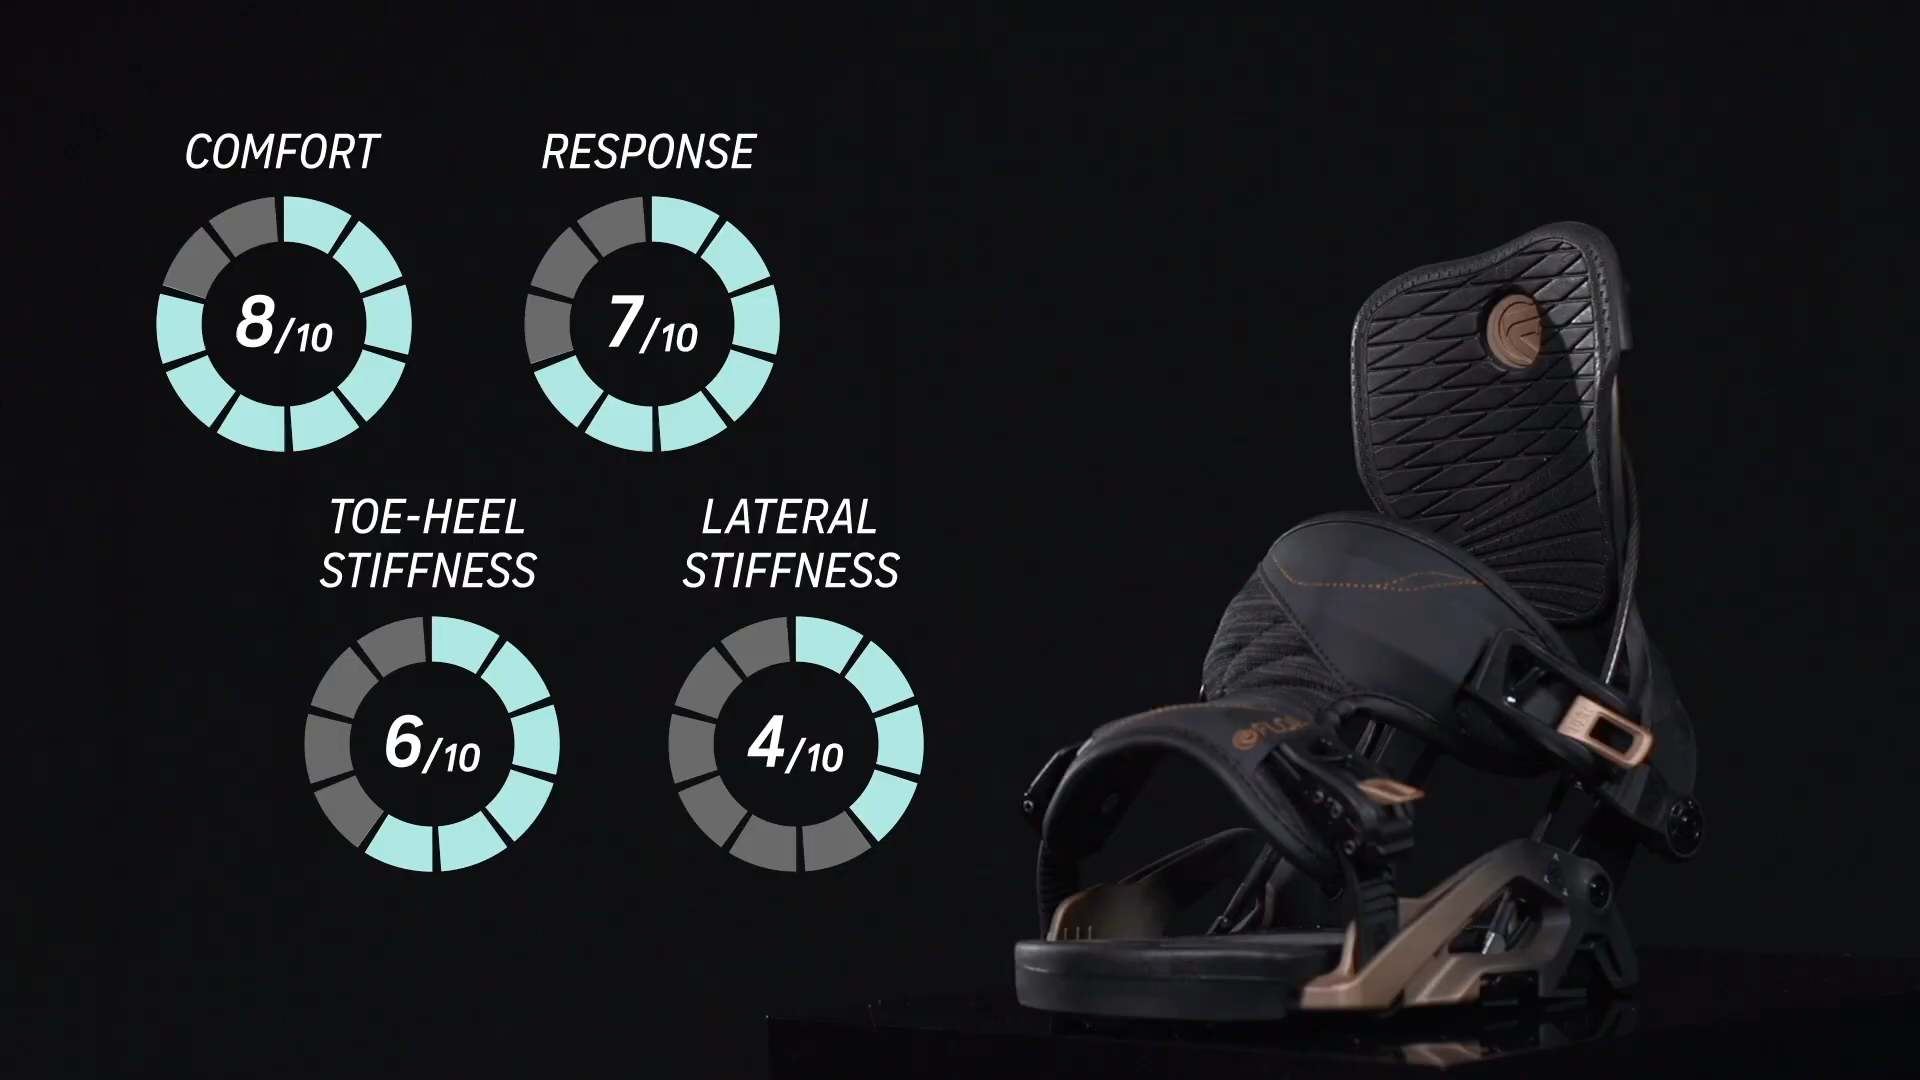 COMFORT
RESPONSE
8/10
7/10
TOE-HEEL
STIFFNESS
LATERAL
STIFFNESS
6/10
4/10